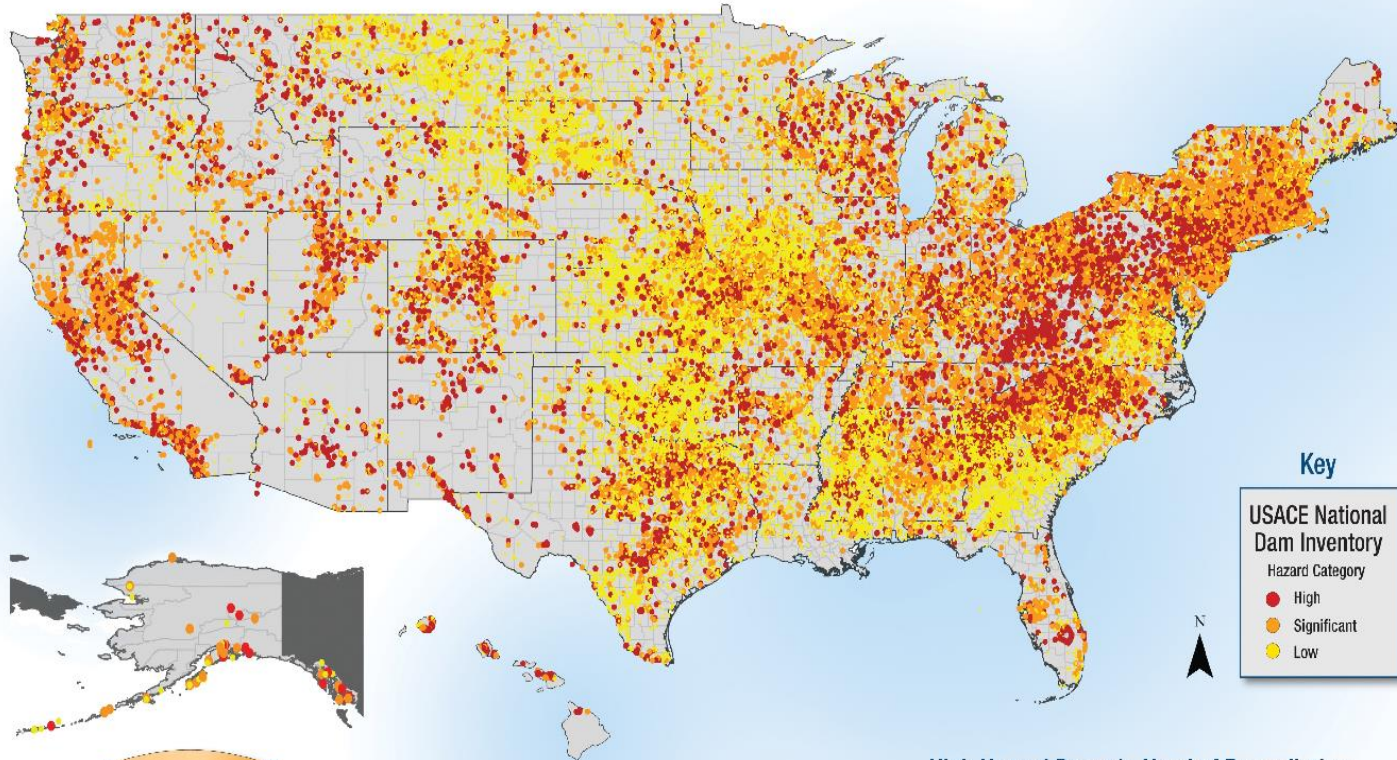 N
Key
USACE National
Dam Inventory
Hazard Category
High
Significant
Low